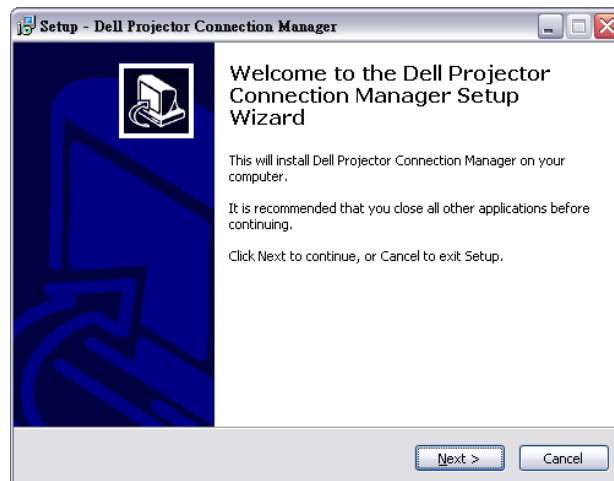 Setup - Dell Projector Connection Manager
Welcome to the Dell Projector
Connection Manager Setup
Wizard
This will install Dell Projector Connection Manager on your
computer.
It is recommended that you close all other applications before
continuing.
Click Next to continue, or Cancel to exit Setup.
Next >
Cancel